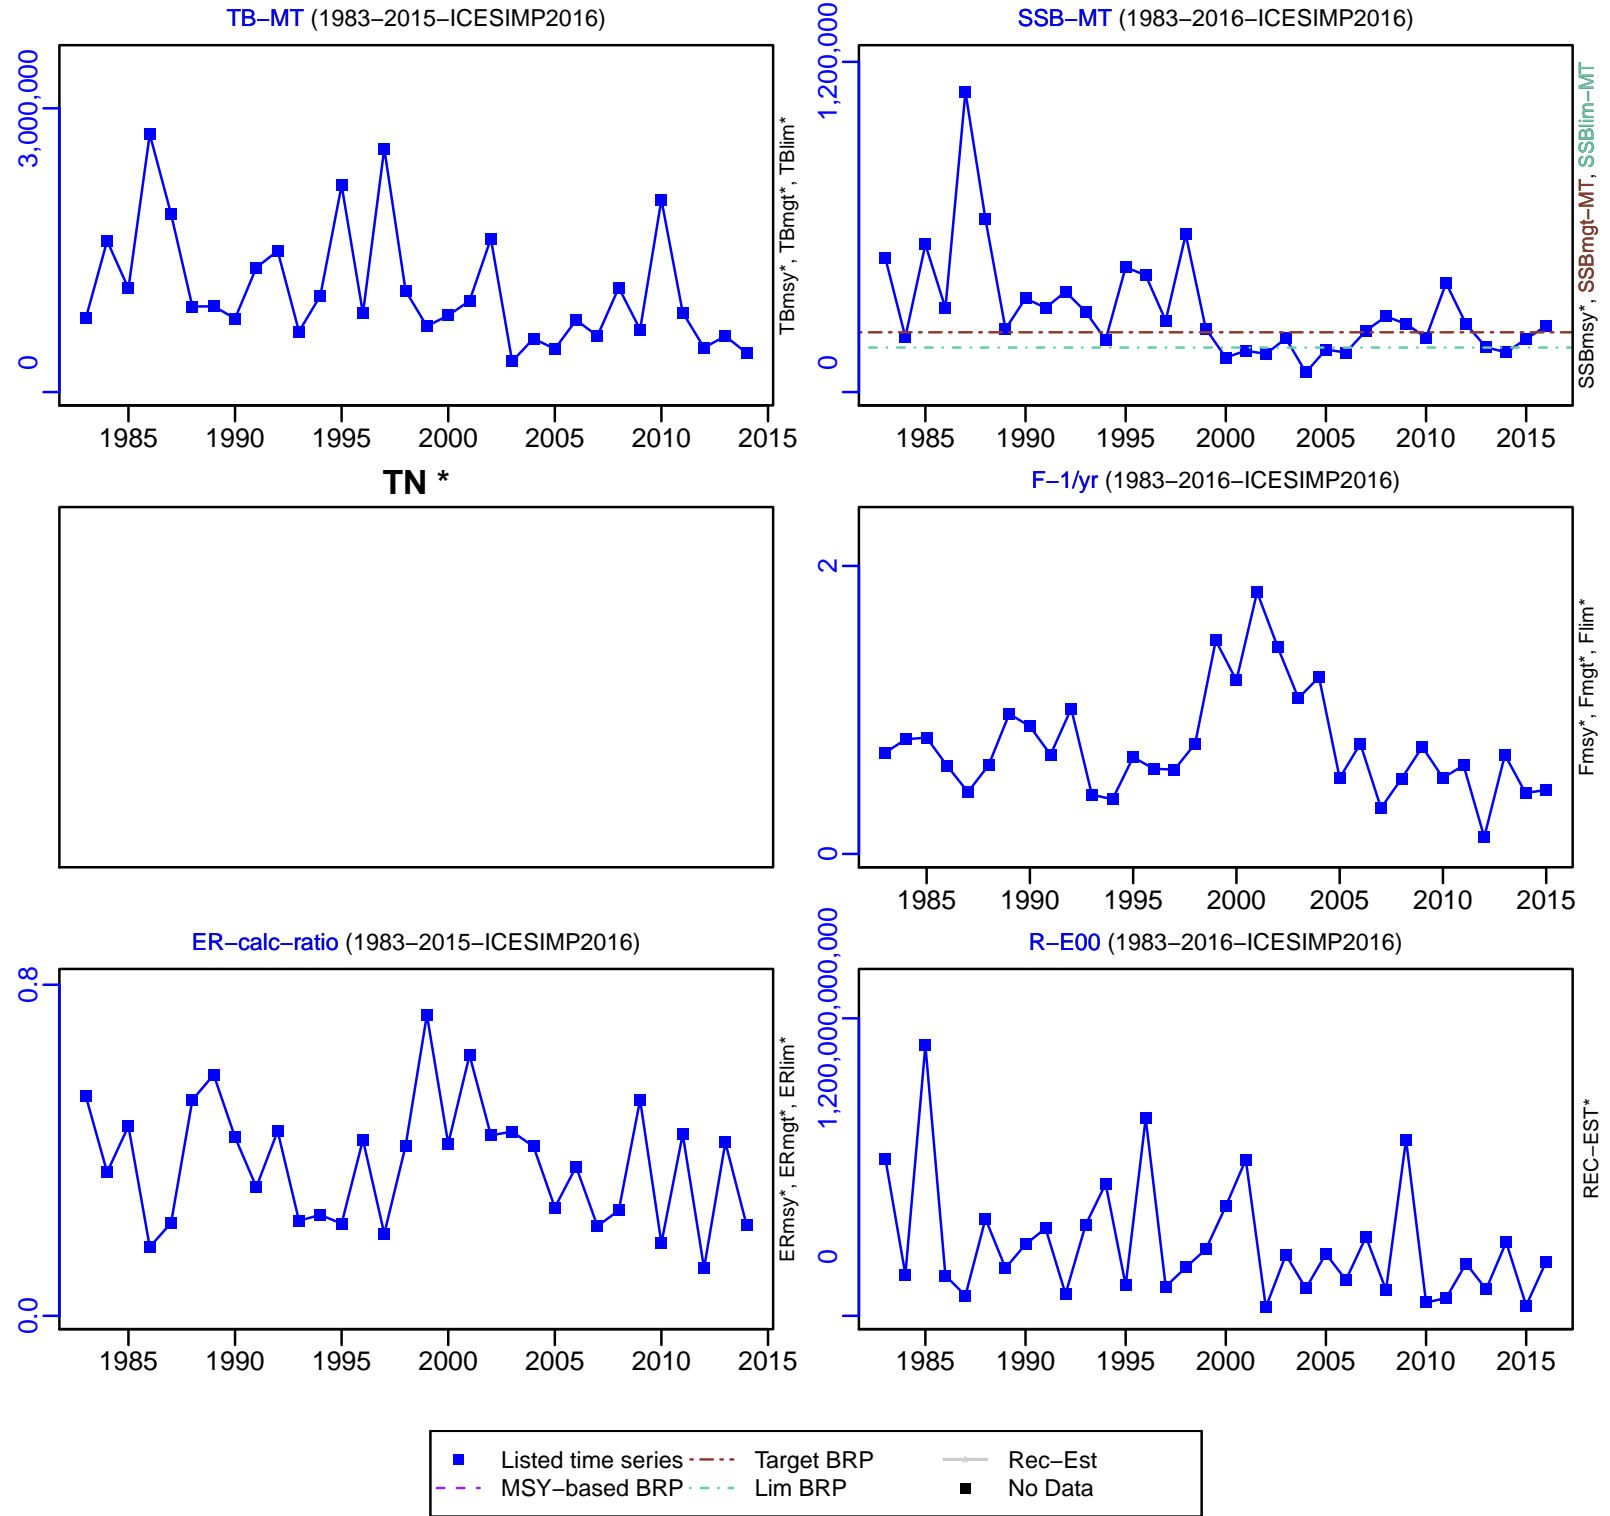 TB−MT (1983−2015−ICESIMP2016)
3,000,000
0
TBmsy*, TBmgt*, TBlim*
1985 1990 1995 2000 2005 2010 2015
SSB−MT (1983−2016−ICESIMP2016)
1,200,000
0
SSBmsy*, SSBmgt−MT, SSBlim−MT
1985 1990 1995 2000 2005 2010 2015
TN *
F−1/yr (1983−2016−ICESIMP2016)
2
0
Fmsy*, Fmgt*, Flim*
1985 1990 1995 2000 2005 2010 2015
ER−calc−ratio (1983−2015−ICESIMP2016)
0.8
0.0
ERmsy*, ERmgt*, ERlim*
1985 1990 1995 2000 2005 2010 2015
R−E00 (1983−2016−ICESIMP2016)
1,200,000,000,000
0
REC−EST*
1985 1990 1995 2000 2005 2010 2015
Listed time series Target BRP Rec−Est
MSY−based BRP Lim BRP No Data